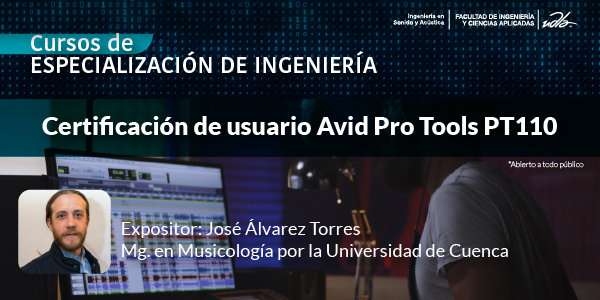 Ingeniería en
Sonido y Acústica
FACULTAD DE INGENIERÍA
Y CIENCIAS APLICADAS
udla
Cursos de
ESPECIALIZACIÓN DE INGENIERÍA
Certificación de usuario Avid Pro Tools PT110
*Abierto a todo público
Expositor: José Álvarez Torres
Mg. en Musicología por la Universidad de Cuenca